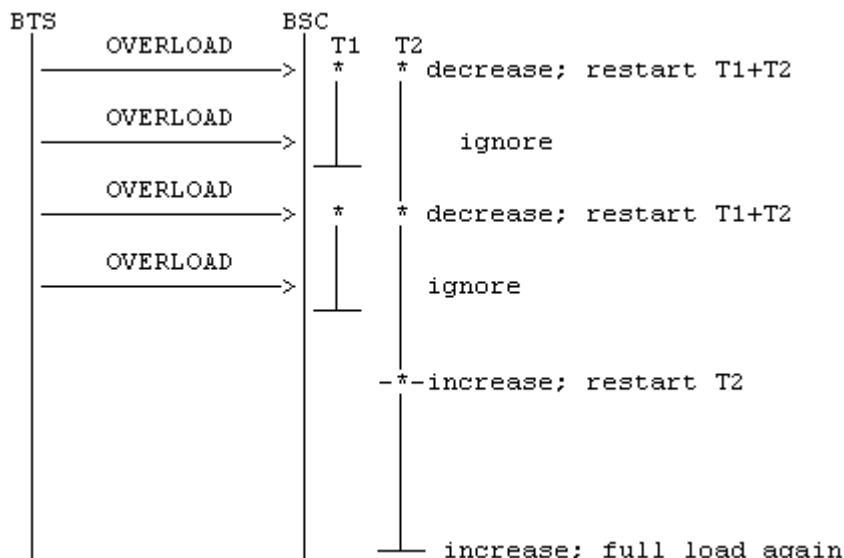 BTS BSC
OVERLOAD T1 T2
> * * decrease; restart T1+T2
OVERLOAD
> ignore
OVERLOAD
> * * decrease; restart T1+T2
OVERLOAD
> ignore
-*-increase; restart T2
increase; full load again